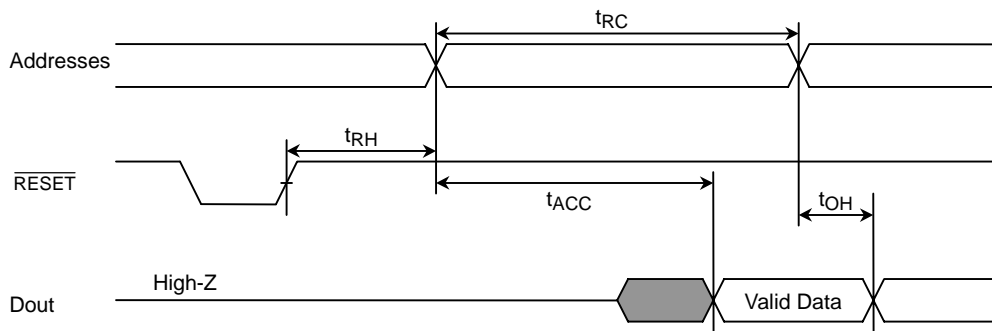 tRC
Addresses
tRH
RESET
tACC
tOH
High-Z
Dout
Valid Data